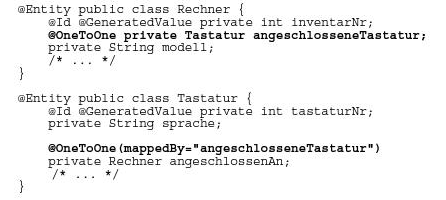 @Entity public class Rechner {
@Id @GeneratedValue private int inventarNr;
@OneToOne private Tastatur angeschlosseneTastatur;
private String modell;
/* ... */
}
@Entity public class Tastatur {
@Id @GeneratedValue private int tastaturNr;
private String sprache;
@OneToOne(mappedBy="angeschlosseneTastatur")
private Rechner angeschlossenAn;
/* ... */
}